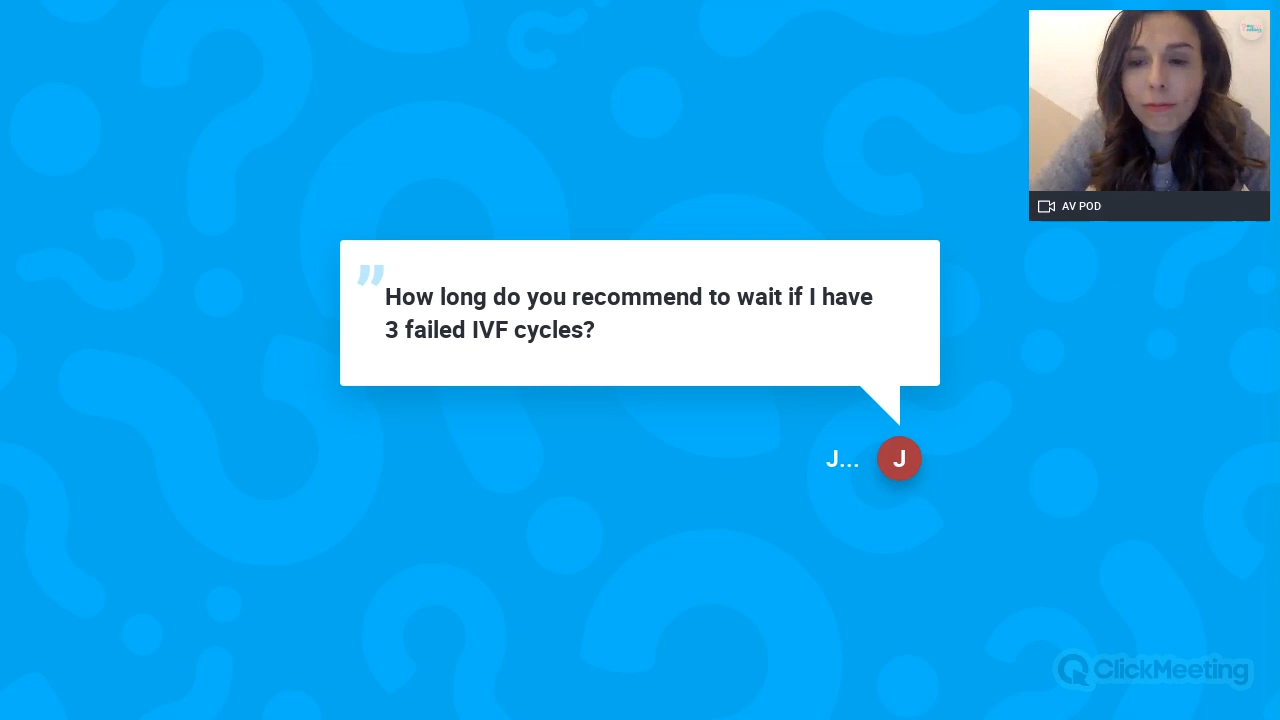 AV POD
”
How long do you recommend to wait if I have
3 failed IVF cycles?
J...
J
ClickMeeting